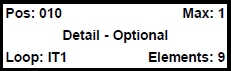 Pos: 010 Max: 1
Detail - Optional
Loop: IT1 Elements: 9